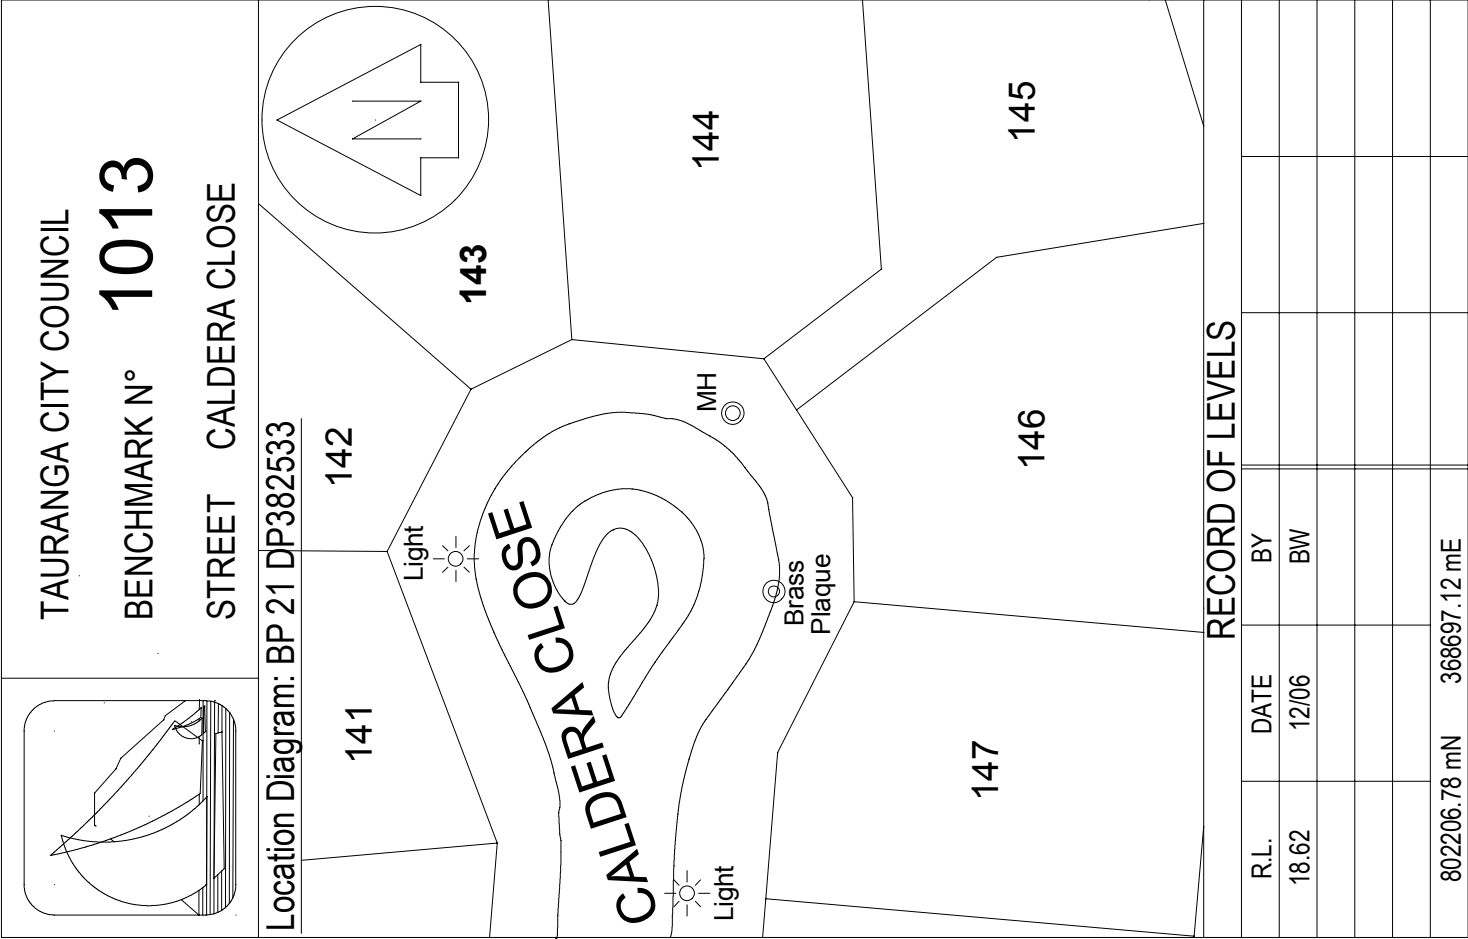 TAURANGA CITY COUNCIL
BENCHMARK N° 1013
STREET CALDERA CLOSE
Location Diagram: BP 21 DP382533
141
142
143
144
145
146
147
N
Light
MH
CALDERA CLOSE
Brass
Plaque
Light
RECORD OF LEVELS
R.L. DATE BY
18.62 12/06 BW
802206.78 mN 368697.12 mE